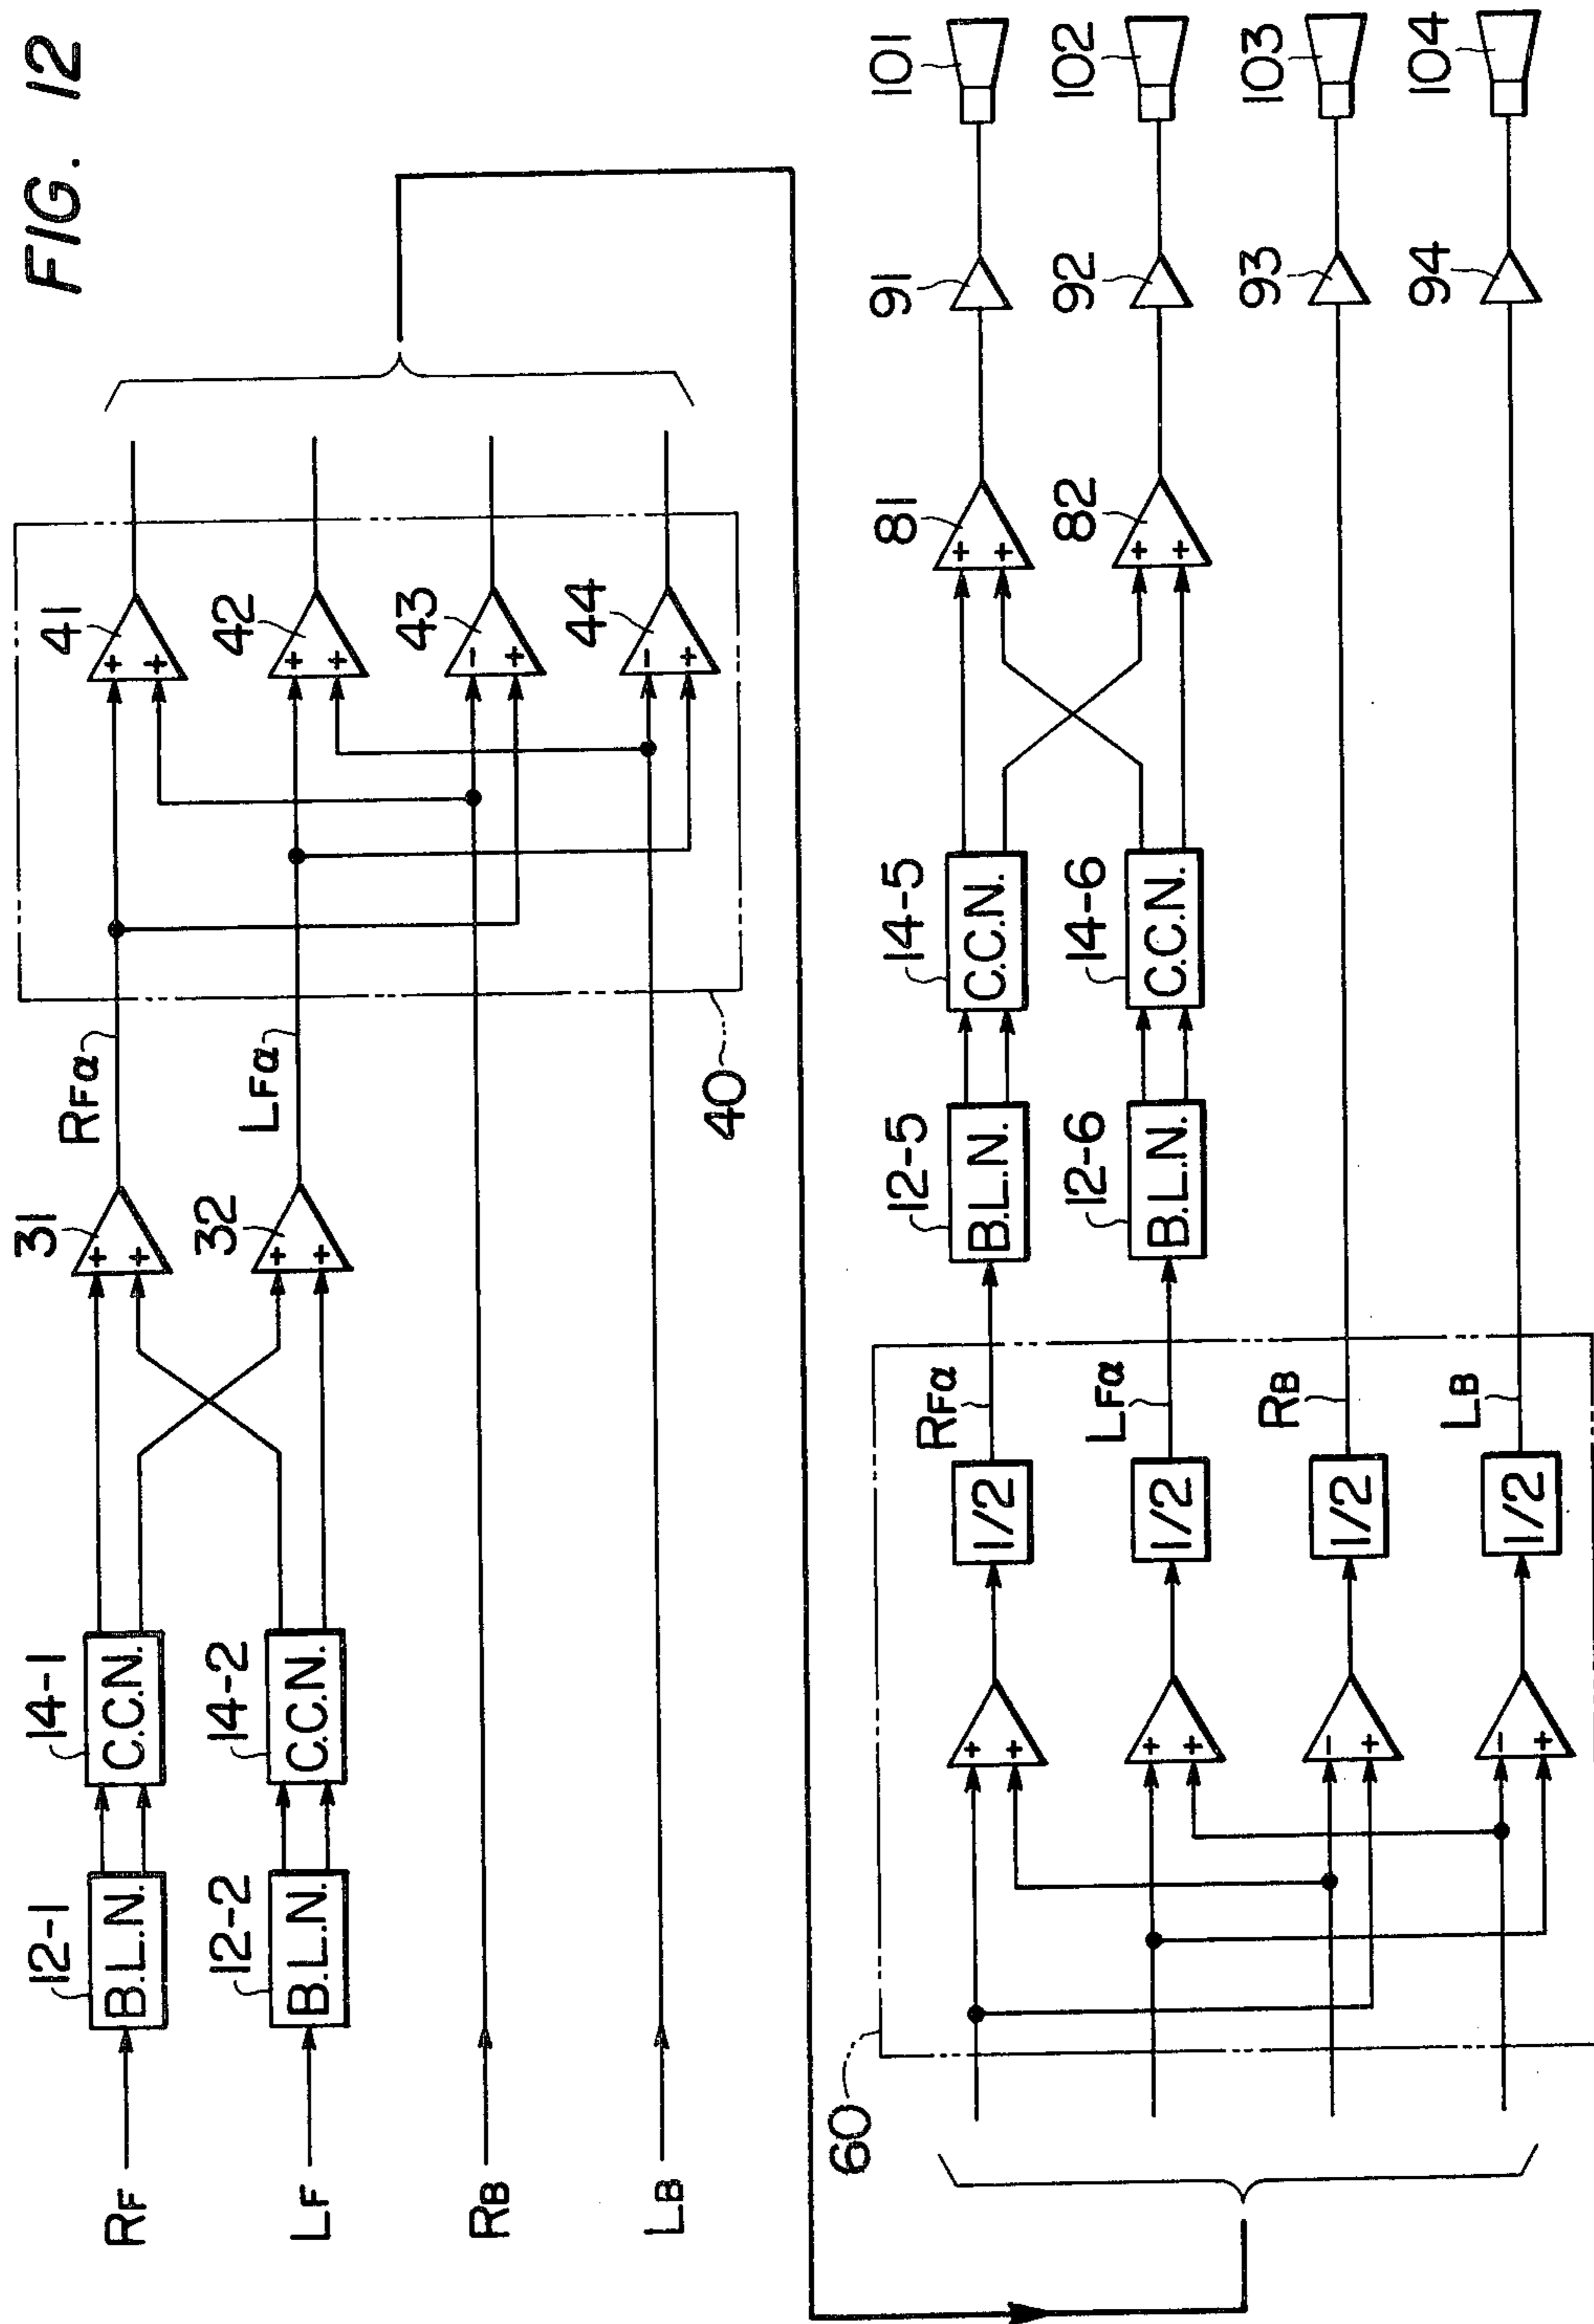 FIG. 12
RF
12-1
B.L.N.
14-1
C.C.N.
31
+
+
RFα
41
+
+
LF
12-2
B.L.N.
14-2
C.C.N.
32
+
+
LFα
42
+
+
RB
43
-
+
LB
44
-
+
40
60
+
+
1/2
RFα
12-5
B.L.N.
14-5
C.C.N.
81
+
+
91
101
+
+
1/2
LFα
12-6
B.L.N.
14-6
C.C.N.
82
+
+
92
102
-
+
1/2
RB
93
103
-
+
1/2
LB
94
104